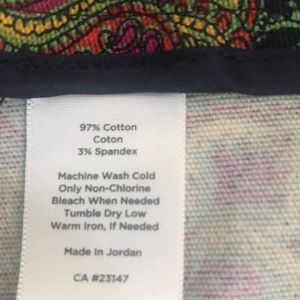 97% Cotton
Coton
3% Spandex
Machine Wash Cold
Only Non-Chlorine
Bleach When Needed
Tumble Dry Low
Warm Iron, If Needed
Made In Jordan
CA #23147